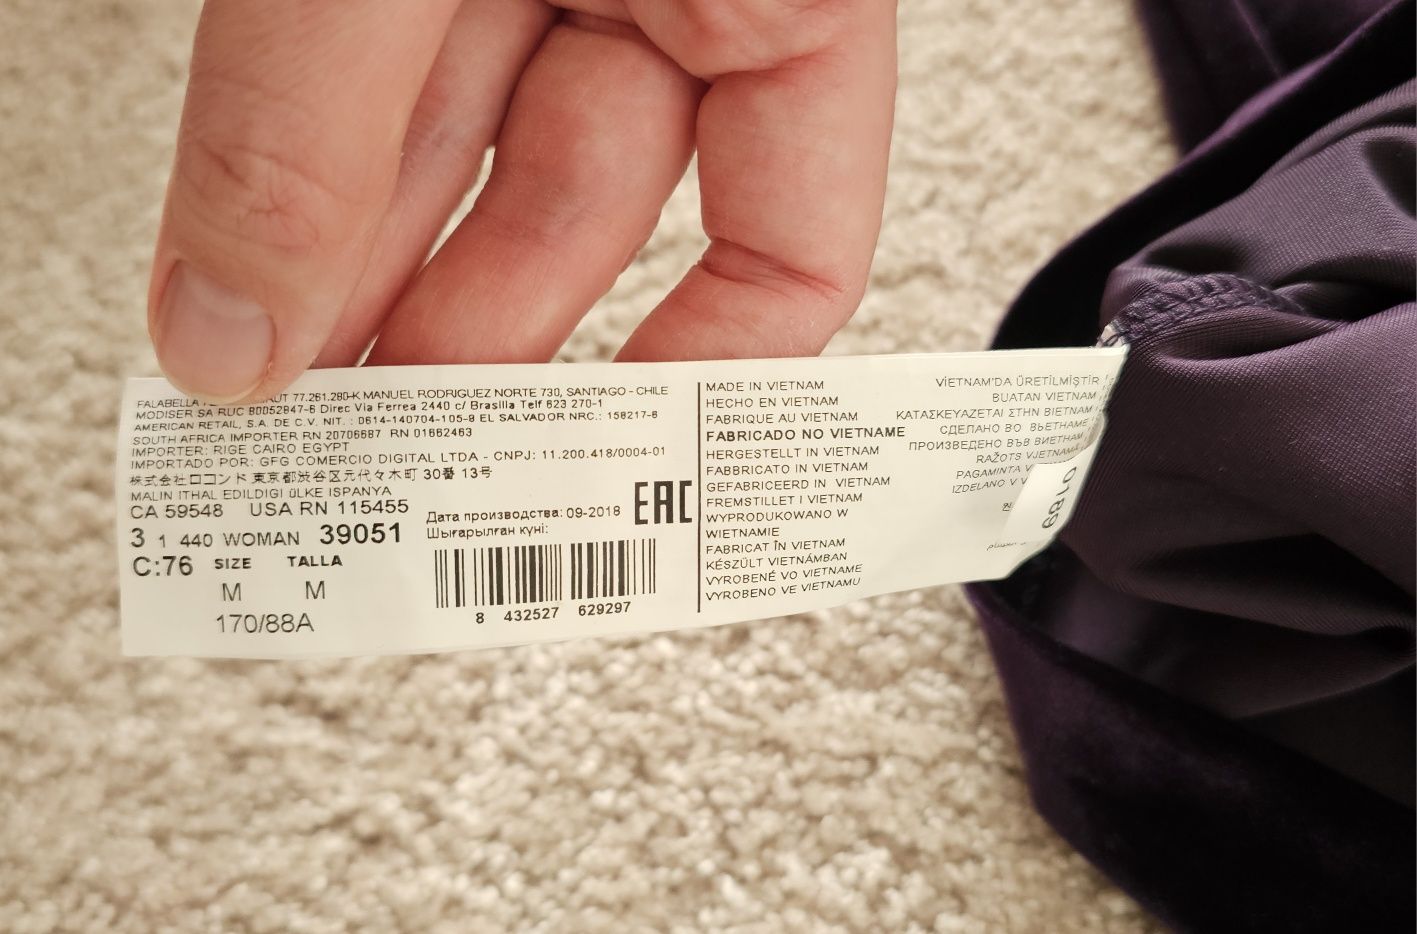 FALABELLA RUT 77.261.280-K MANUEL RODRIGUEZ NORTE 730, SANTIAGO - CHILE
MODISER SA RUC 80052847-6 Direc Via Ferrea 2440 c/ Brasilia Telf 623 270-1
AMERICAN RETAIL, S.A. DE C.V. NIT. : 0614-140704-105-8 EL SALVADOR NRC.: 158217-6
SOUTH AFRICA IMPORTER RN 20706687 RN 01662463
IMPORTER: RIGE CAIRO EGYPT
IMPORTADO POR: GFG COMERCIO DIGITAL LTDA - CNPJ: 11.200.418/0004-01
株式会社ロコンド 東京都渋谷区元代々木町 30番 13号
MALIN ITHAL EDILDIGI ÜLKE ISPANYA
CA 59548 USA RN 115455
3 1 440 WOMAN 39051
C:76 SIZE TALLA
M M
170/88A
Дата производства: 09-2018
Шығарылған күні:
EAC
8 432527 629297
MADE IN VIETNAM
HECHO EN VIETNAM
FABRIQUE AU VIETNAM
FABRICADO NO VIETNAME
HERGESTELLT IN VIETNAM
FABBRICATO IN VIETNAM
GEFABRICEERD IN VIETNAM
FREMSTILLET I VIETNAM
WYPRODUKOWANO W
WIETNAMIE
FABRICAT ÎN VIETNAM
KÉSZÜLT VIETNÁMBAN
VYROBENÉ VO VIETNAME
VYROBENO VE VIETNAMU
VİETNAM'DA ÜRETİLMİŞTİR
BUATAN VIETNAM
ΚΑΤΑΣΚΕΥΑΖΕΤΑΙ ΣΤΗΝ ΒΙΕΤΝΑΜ
СДЕЛАНО ВО ВЬЕТНАМЕ
ПРОИЗВЕДЕНО ВЪВ ВИЕТНАМ
RAŽOTS VJETNAMĀ
PAGAMINTA
IZDELANO V
0189